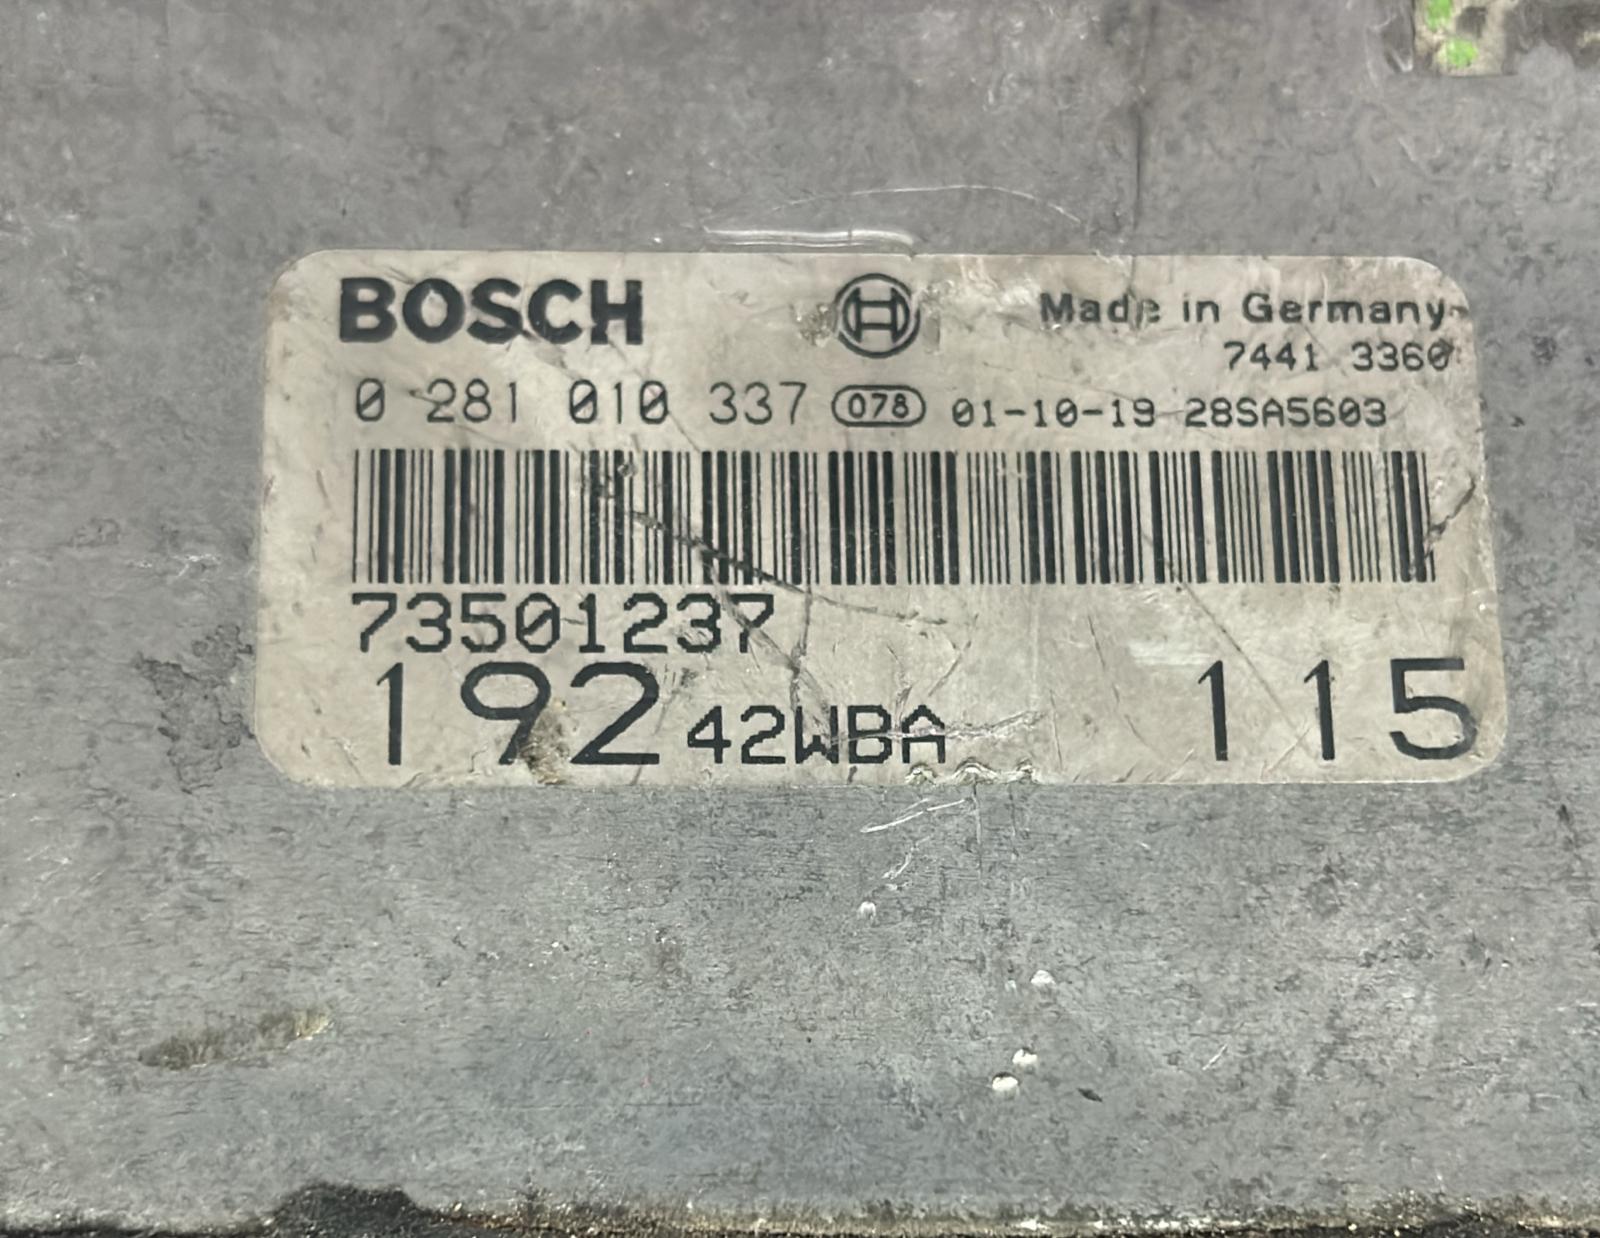 BOSCH Made in Germany
7441 3360
0 281 010 337 078 01-10-19 28SA5603
73501237
192 42WBA 115